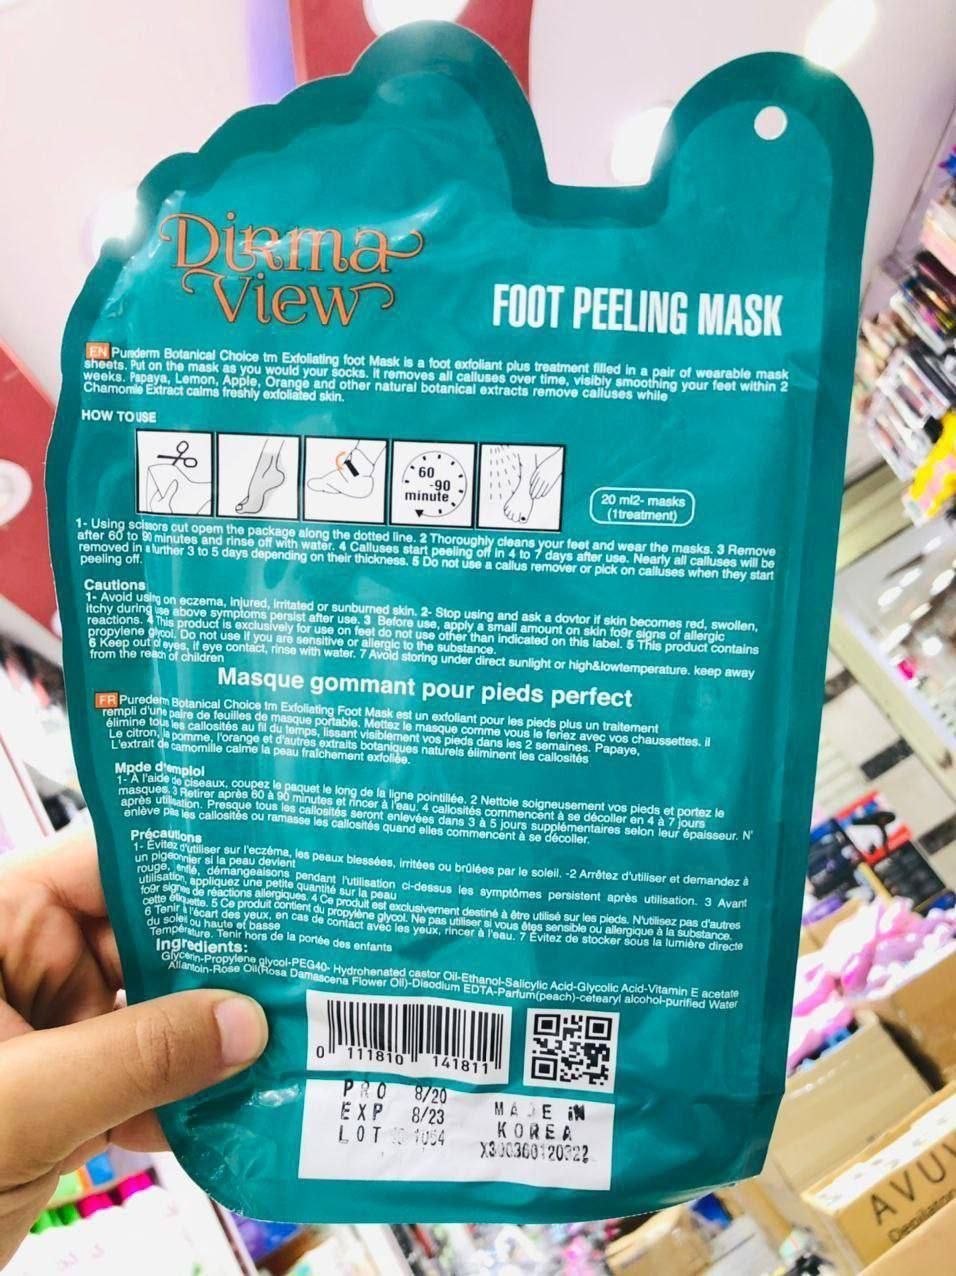 Dirma
View
FOOT PEELING MASK
EN Purederm Botanical Choice tm Exfoliating foot Mask is a foot exfoliant plus treatment filled in a pair of wearable mask
sheets. Put on the mask as you would your socks. it removes all calluses over time, visibly smoothing your feet within 2
weeks. Papaya, Lemon, Apple, Orange and other natural botanical extracts remove calluses while
Chamomile Extract calms freshly exfoliated skin.
HOW TO USE
60
-90
minute
20 ml2- masks
(1treatment)
1- Using scissors cut opem the package along the dotted line. 2 Thoroughly cleans your feet and wear the masks. 3 Remove
after 60 to 90 minutes and rinse off with water. 4 Calluses start peeling off in 4 to 7 days after use. Nearly all calluses will be
removed in a further 3 to 5 days depending on their thickness. 5 Do not use a callus remover or pick on calluses when they start
peeling off.
Cautions
1- Avoid using on eczema, injured, irritated or sunburned skin. 2- Stop using and ask a dovtor if skin becomes red, swollen,
itchy during use above symptoms persist after use. 3 Before use, apply a small amount on skin fo9r signs of allergic
reactions. 4 This product is exclusively for use on feet do not use other than indicated on this label. 5 This product contains
propylene glycol. Do not use if you are sensitive or allergic to the substance.
6 Keep out of eyes, if eye contact, rinse with water. 7 Avoid storing under direct sunlight or high&lowtemperature. keep away
from the reach of children
Masque gommant pour pieds perfect
FR Purederm Botanical Choice tm Exfoliating Foot Mask est un exfoliant pour les pieds plus un traitement
rempli d'une paire de feuilles de masque portable. Mettez le masque comme vous le feriez avec vos chaussettes. il
élimine tous les callosités au fil du temps, lissant visiblement vos pieds dans les 2 semaines. Papaye,
Le citron, la pomme, l'orange et d'autres extraits botaniques naturels éliminent les callosités
L'extrait de camomille calme la peau fraîchement exfoliée.
Mpde d'emploi
1- À l'aide de ciseaux, coupez le paquet le long de la ligne pointillée. 2 Nettoie soigneusement vos pieds et portez le
masques. 3 Retirer après 60 à 90 minutes et rincer à l'eau. 4 callosités commencent à se décoller en 4 à 7 jours
après utilisation. Presque tous les callosités seront enlevées dans 3 à 5 jours supplémentaires selon leur épaisseur. N'
enlève pas les callosités ou ramasse les callosités quand elles commencent à se décoller.
Précautions
1- Évitez d'utiliser sur l'eczéma, les peaux blessées, irritées ou brûlées par le soleil. -2 Arrêtez d'utiliser et demandez à
un pigeonnier si la peau devient
rouge, enflé, démangeaisons pendant l'utilisation ci-dessus les symptômes persistent après utilisation. 3 Avant
utilisation, appliquez une petite quantité sur la peau
fo9r signes de réactions allergiques. 4 Ce produit est exclusivement destiné à être utilisé sur les pieds. N'utilisez pas d'autres
cette étiquette. 5 Ce produit contient du propylène glycol. Ne pas utiliser si vous êtes sensible ou allergique à la substance.
6 Tenir à l'écart des yeux, en cas de contact avec les yeux, rincer à l'eau. 7 Évitez de stocker sous la lumière directe
du soleil ou haute et basse
Température. Tenir hors de la portée des enfants
Ingredients:
Glycerin-Propylene glycol-PEG40- Hydrohenated castor Oil-Ethanol-Salicylic Acid-Glycolic Acid-Vitamin E acetate
Allantoin-Rose Oil(Rosa Damascena Flower Oil)-Disodium EDTA-Parfum(peach)-cetearyl alcohol-purified Water
0 111810 141811
PRO 8/20
EXP 8/23
LOT 1064
MADE iN
KOREA
X300360120322
AVU